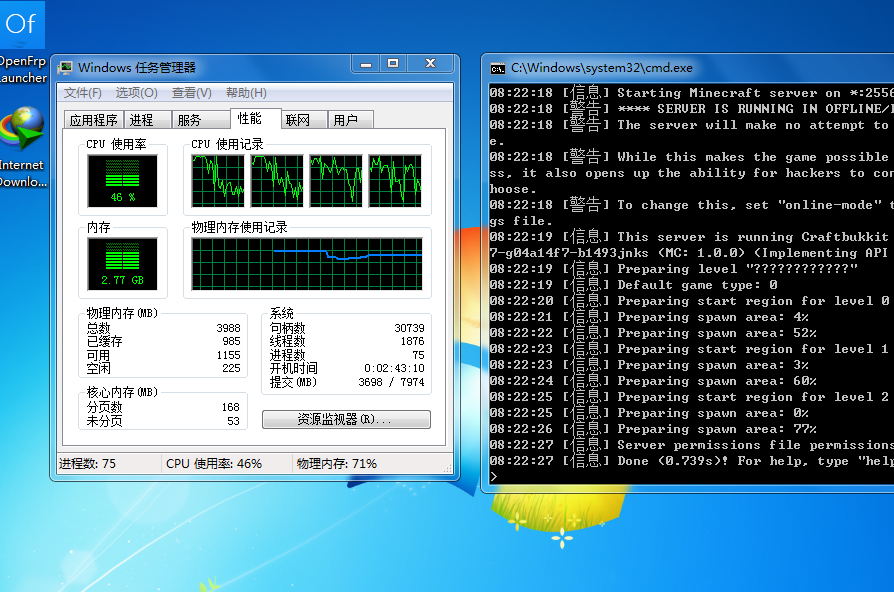 Of
OpenFrp
Launcher
Internet
Downlo...
Windows 任务管理器
文件(F) 选项(O) 查看(V) 帮助(H)
应用程序 进程 服务 性能 联网 用户
CPU 使用率
CPU 使用记录
46 %
内存
物理内存使用记录
2.77 GB
物理内存(MB)
总数 3988
已缓存 985
可用 1155
空闲 225
系统
句柄数 30739
线程数 1876
进程数 75
开机时间 0:02:43:10
提交(MB) 3698 / 7974
核心内存(MB)
分页数 168
未分页 53
资源监视器(R)...
进程数: 75 CPU 使用率: 46% 物理内存: 71%
C:\Windows\system32\cmd.exe
08:22:18 [信息] Starting Minecraft server on *:2556
08:22:18 [警告] **** SERVER IS RUNNING IN OFFLINE/
08:22:18 [警告] The server will make no attempt to
e.
08:22:18 [警告] While this makes the game possible
ss, it also opens up the ability for hackers to con
hoose.
08:22:18 [警告] To change this, set "online-mode" t
gs file.
08:22:19 [信息] This server is running Craftbukkit
7-g04a14f7-b1493jnks (MC: 1.0.0) (Implementing API
08:22:19 [信息] Preparing level "????????????"
08:22:19 [信息] Default game type: 0
08:22:20 [信息] Preparing start region for level 0
08:22:21 [信息] Preparing spawn area: 4%
08:22:22 [信息] Preparing spawn area: 52%
08:22:23 [信息] Preparing start region for level 1
08:22:23 [信息] Preparing spawn area: 3%
08:22:24 [信息] Preparing spawn area: 60%
08:22:25 [信息] Preparing start region for level 2
08:22:25 [信息] Preparing spawn area: 0%
08:22:26 [信息] Preparing spawn area: 77%
08:22:27 [信息] Server permissions file permissions
08:22:27 [信息] Done (0.739s)! For help, type "help
>